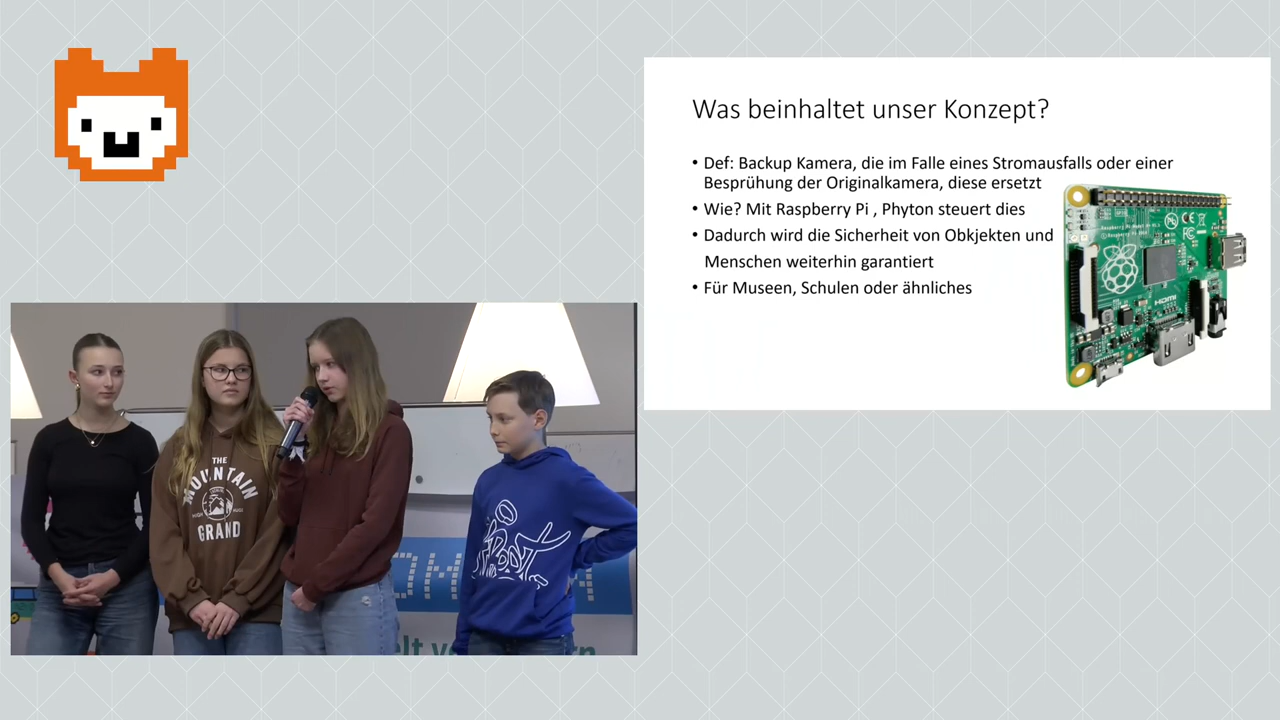 Was beinhaltet unser Konzept?
• Def: Backup Kamera, die im Falle eines Stromausfalls oder einer
Besprühung der Originalkamera, diese ersetzt
• Wie? Mit Raspberry Pi , Phyton steuert dies
• Dadurch wird die Sicherheit von Obkjekten und
Menschen weiterhin garantiert
• Für Museen, Schulen oder ähnliches
HDMI
THE
MOUNTAIN
GRAND